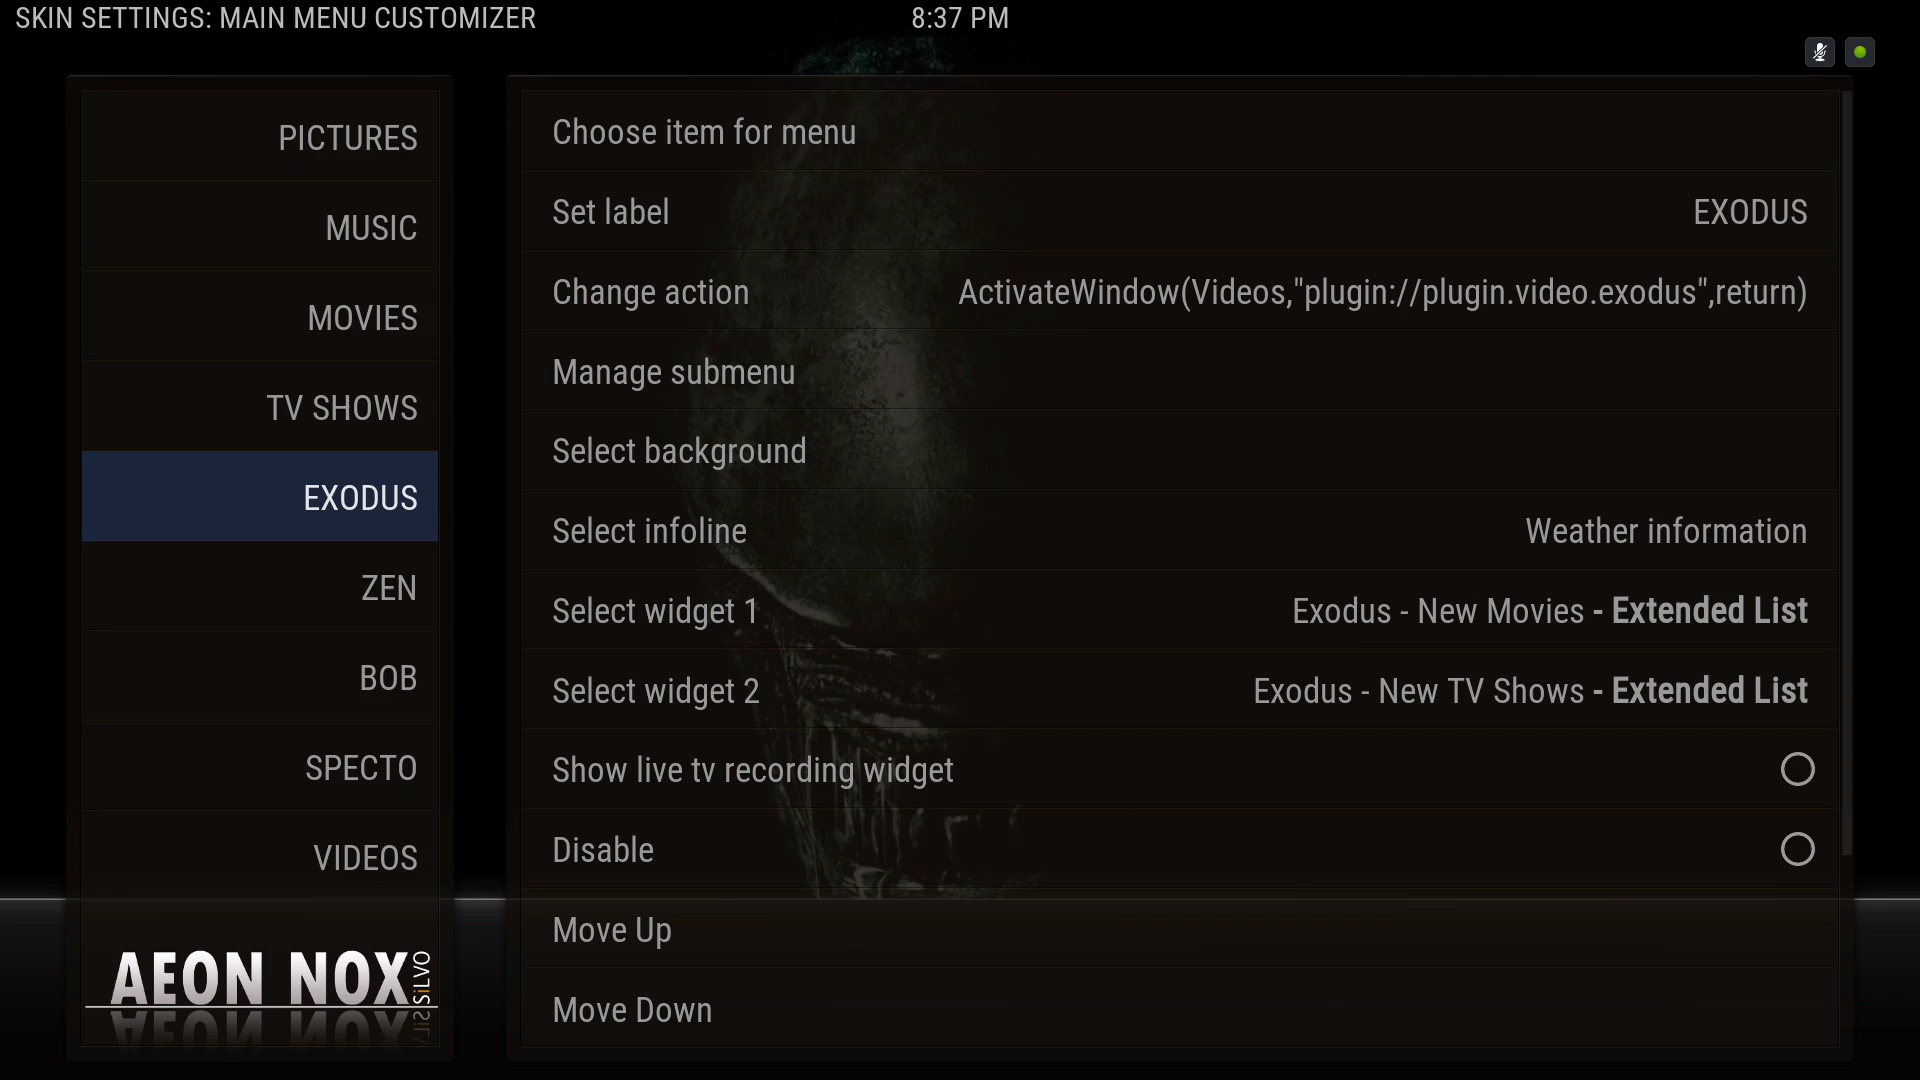 SKIN SETTINGS: MAIN MENU CUSTOMIZER
8:37 PM
PICTURES
MUSIC
MOVIES
TV SHOWS
EXODUS
ZEN
BOB
SPECTO
VIDEOS
AEON NOX SiLVO
Choose item for menu
Set label EXODUS
Change action ActivateWindow(Videos,"plugin://plugin.video.exodus",return)
Manage submenu
Select background
Select infoline Weather information
Select widget 1 Exodus - New Movies - Extended List
Select widget 2 Exodus - New TV Shows - Extended List
Show live tv recording widget
Disable
Move Up
Move Down